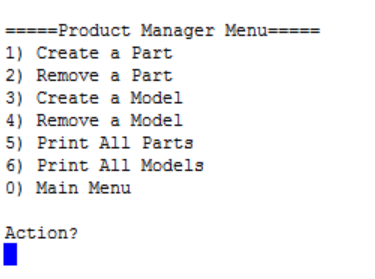 =====Product Manager Menu=====
1) Create a Part
2) Remove a Part
3) Create a Model
4) Remove a Model
5) Print All Parts
6) Print All Models
0) Main Menu
Action?